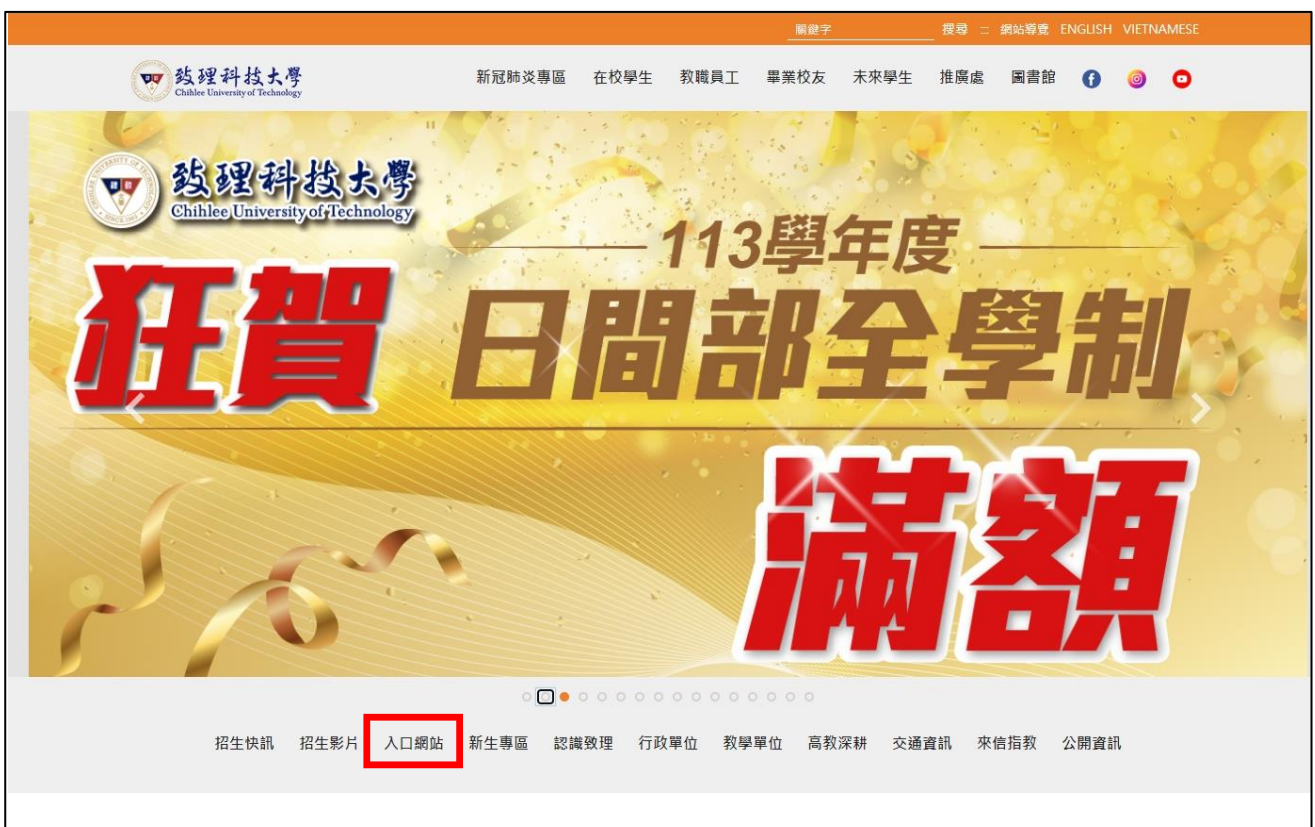 關鍵字 搜尋 :: 網站導覽 ENGLISH VIETNAMESE
致理科技大學
Chihlee University of Technology
新冠肺炎專區 在校學生 教職員工 畢業校友 未來學生 推廣處 圖書館
致理科技大學
Chihlee University of Technology
113學年度
狂賀 日間部全學制
滿額
招生快訊 招生影片 入口網站 新生專區 認識致理 行政單位 教學單位 高教深耕 交通資訊 來信指教 公開資訊